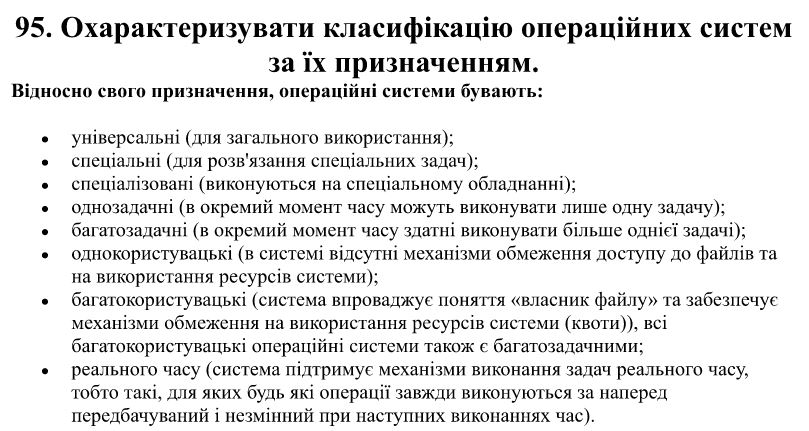 95. Охарактеризувати класифікацію операційних систем
за їх призначенням.
Відносно свого призначення, операційні системи бувають:
• універсальні (для загального використання);
• спеціальні (для розв'язання спеціальних задач);
• спеціалізовані (виконуються на спеціальному обладнанні);
• однозадачні (в окремий момент часу можуть виконувати лише одну задачу);
• багатозадачні (в окремий момент часу здатні виконувати більше однієї задачі);
• однокористувацькі (в системі відсутні механізми обмеження доступу до файлів та
на використання ресурсів системи);
• багатокористувацькі (система впроваджує поняття «власник файлу» та забезпечує
механізми обмеження на використання ресурсів системи (квоти)), всі
багатокористувацькі операційні системи також є багатозадачними;
• реального часу (система підтримує механізми виконання задач реального часу,
тобто такі, для яких будь які операції завжди виконуються за наперед
передбачуваний і незмінний при наступних виконаннях час).